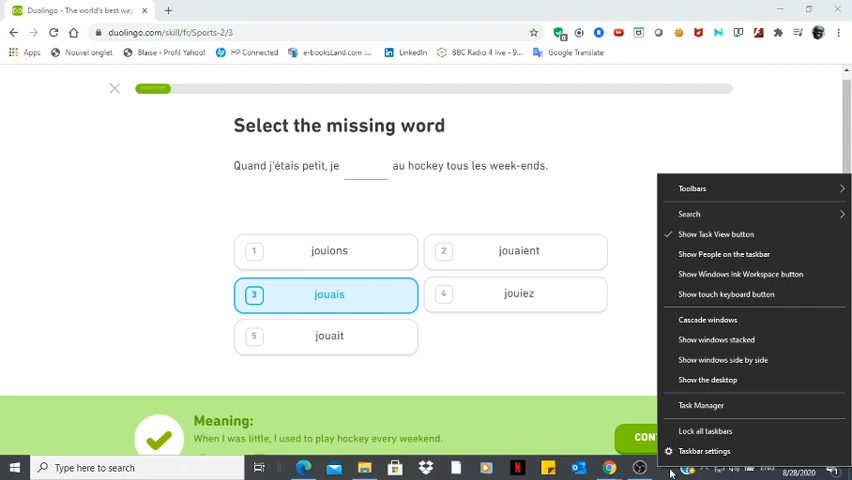 Duolingo - The world's best way
duolingo.com/skill/fr/Sports-2/3
Apps Nouvel onglet Blaise - Profil Yahoo! HP Connected e-booksLand.com... LinkedIn BBC Radio 4 live - 9... Google Translate
Select the missing word
Quand j'étais petit, je au hockey tous les week-ends.
1 jouions
2 jouaient
3 jouais
4 jouiez
5 jouait
Meaning:
When I was little, I used to play hockey every weekend.
CON
Toolbars
Search
Show Task View button
Show People on the taskbar
Show Windows Ink Workspace button
Show touch keyboard button
Cascade windows
Show windows stacked
Show windows side by side
Show the desktop
Task Manager
Lock all taskbars
Taskbar settings
Type here to search
8/28/2020